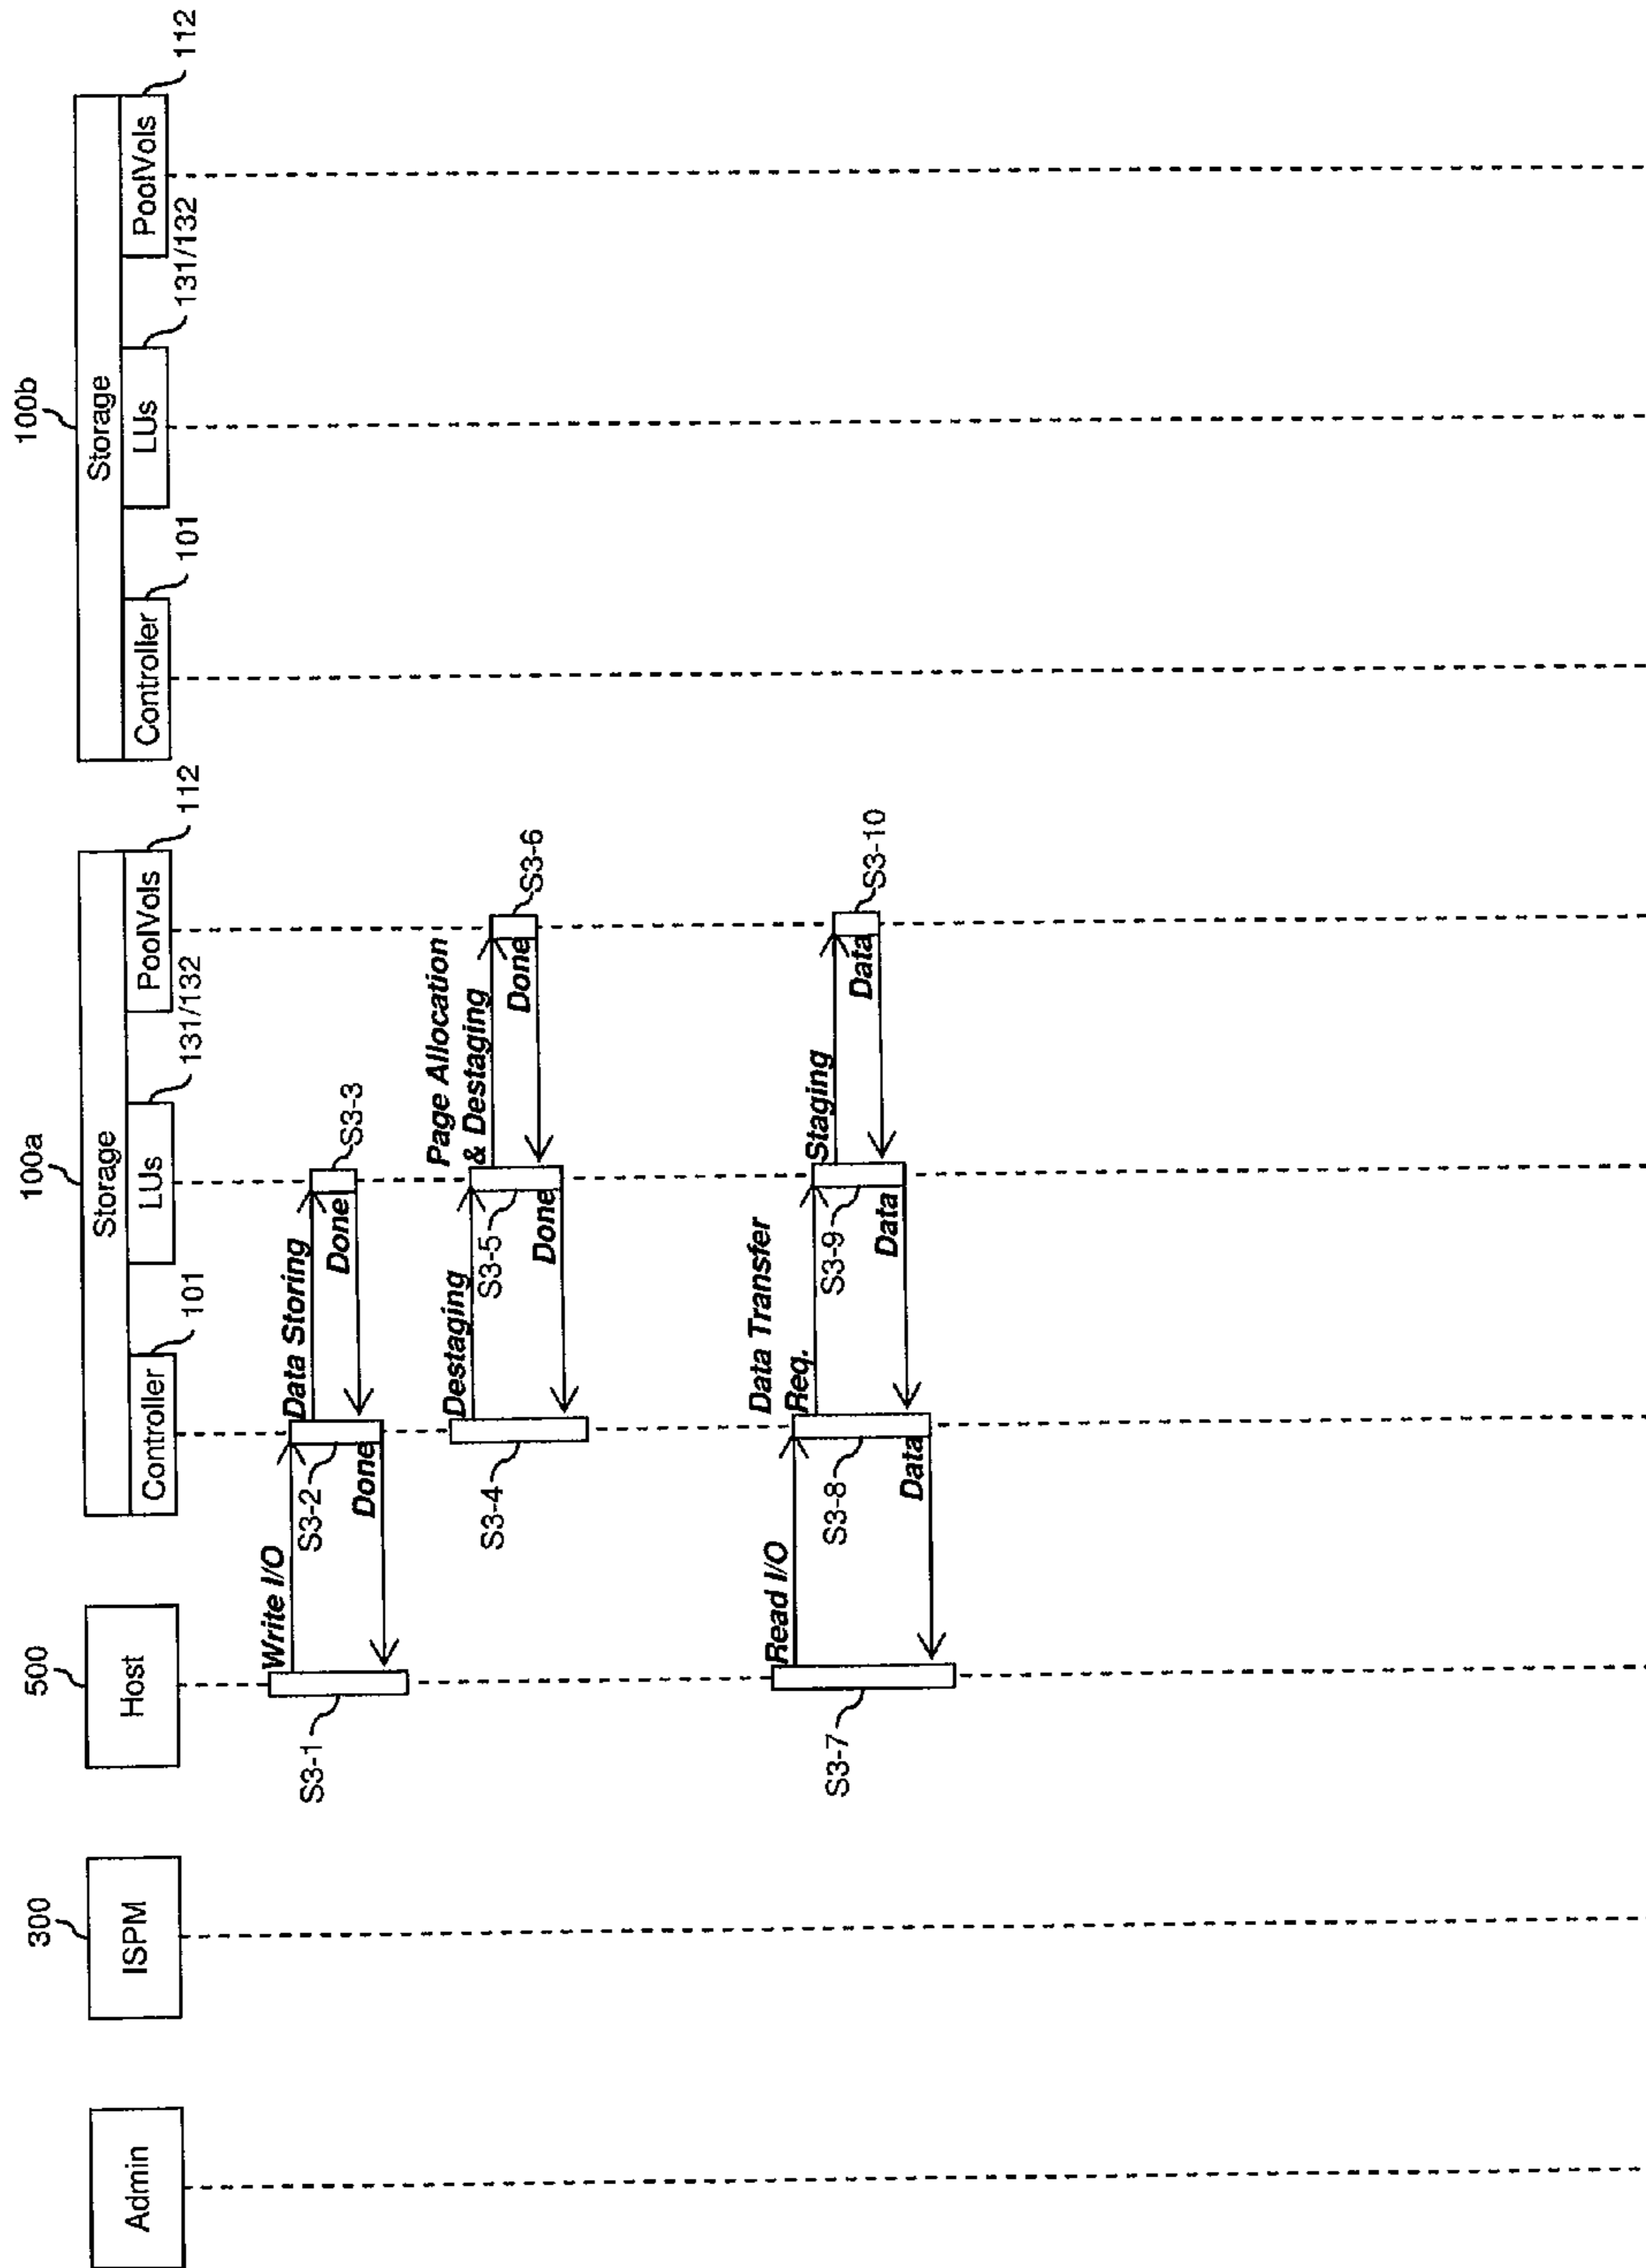 Admin
300
ISPM
500
Host
100a
Storage
Controller
101
LUs
131/132
PoolVols
112
100b
Storage
Controller
101
LUs
131/132
PoolVols
112
S3-1
Write I/O
S3-2
Done
Data Storing
Done
S3-3
S3-4
Destaging
S3-5
Done
Page Allocation
& Destaging
Done
S3-6
S3-7
Read I/O
S3-8
Data
Data Transfer
Req.
S3-9
Data
Staging
Data
S3-10